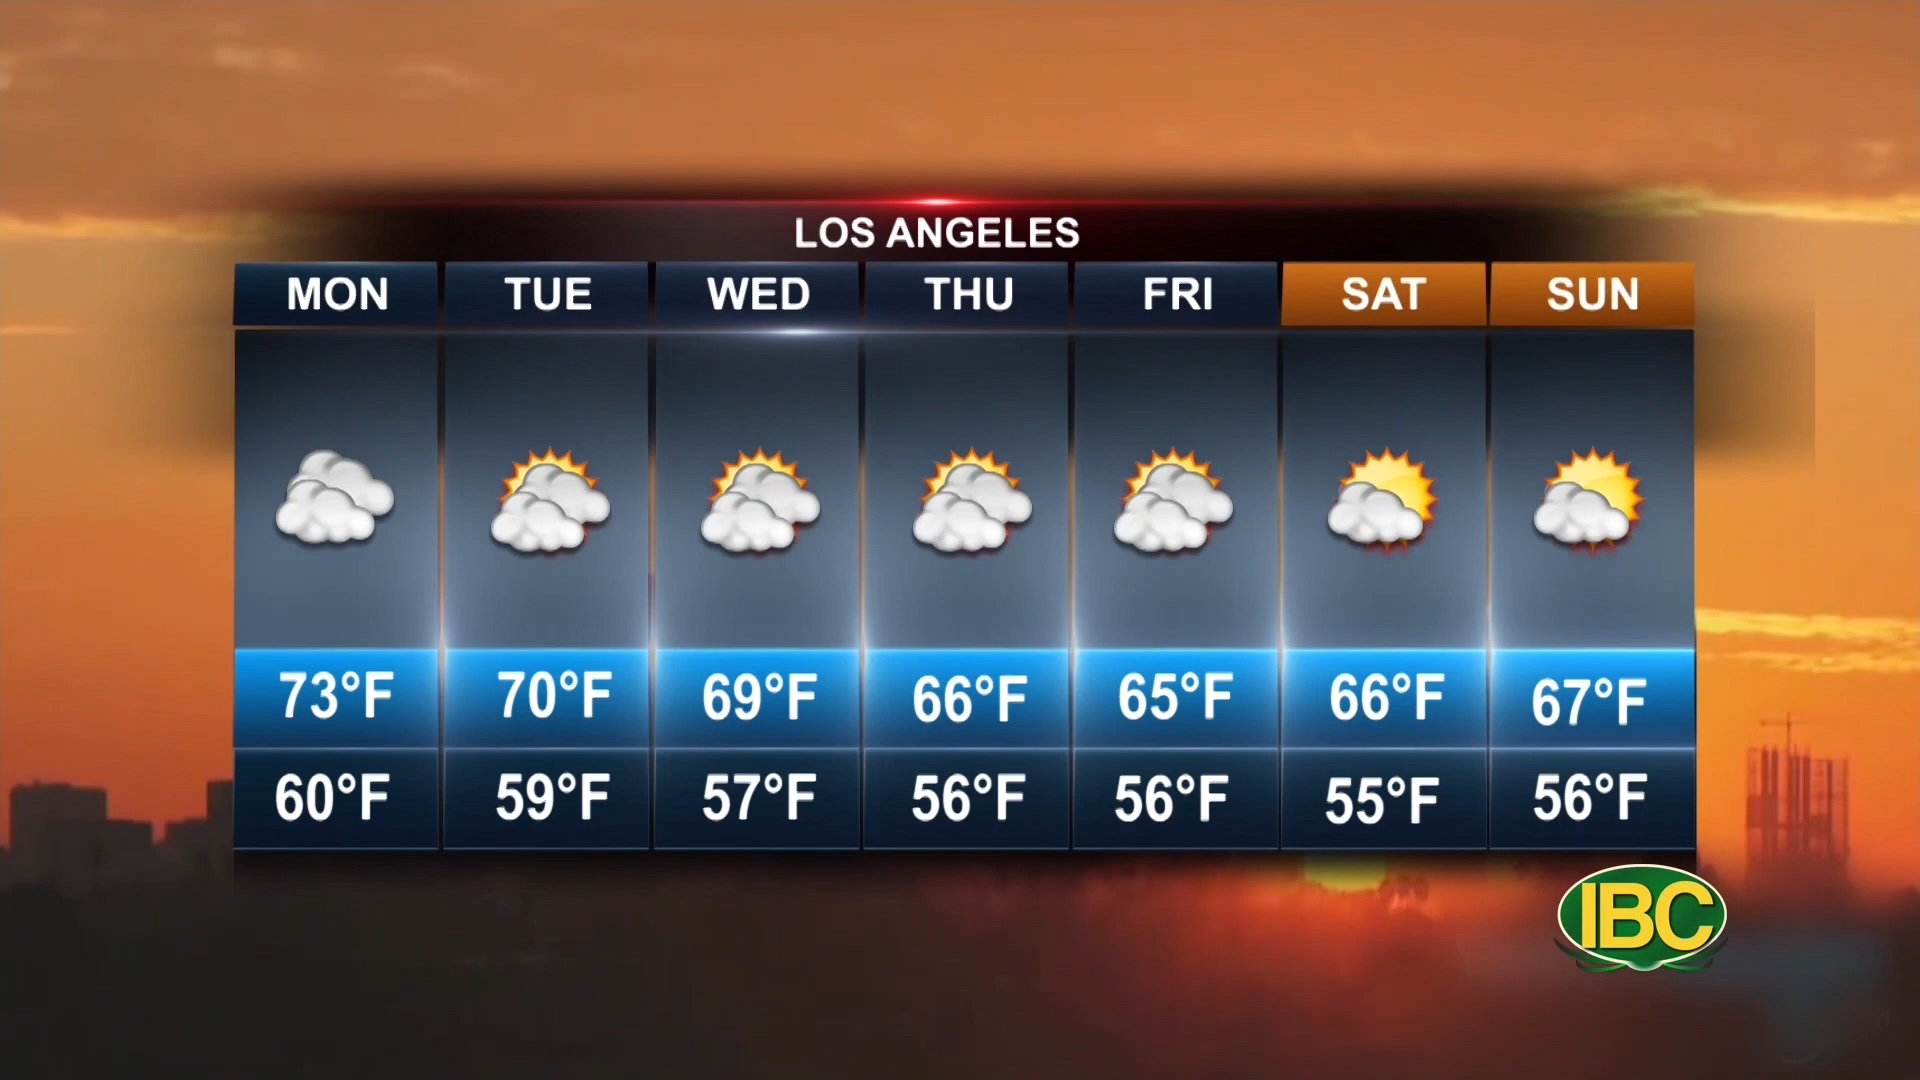 LOS ANGELES
MON TUE WED THU FRI SAT SUN
73°F 70°F 69°F 66°F 65°F 66°F 67°F
60°F 59°F 57°F 56°F 56°F 55°F 56°F
IBC